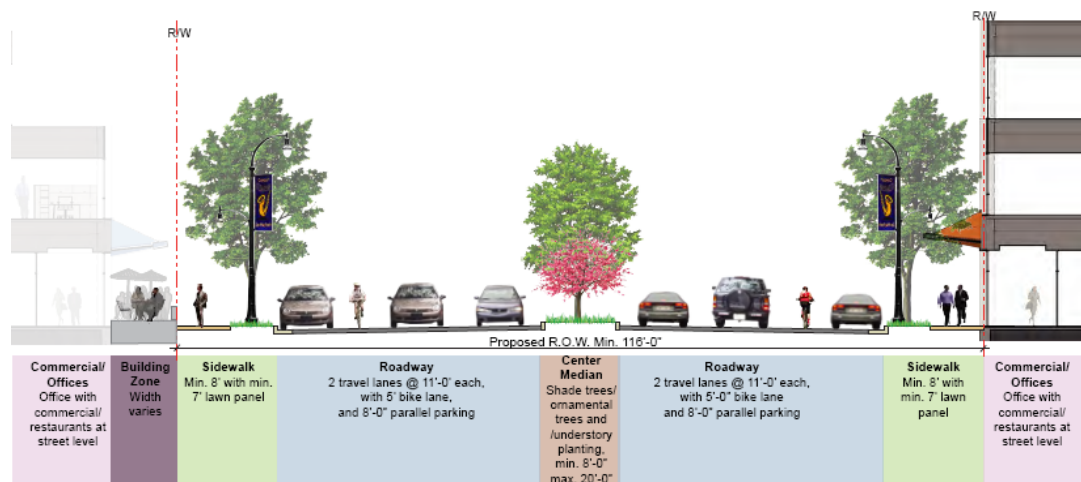 R/W
R/W
Proposed R.O.W. Min. 116'-0"
Commercial/
Offices
Office with
commercial/
restaurants at
street level
Building
Zone
Width
varies
Sidewalk
Min. 8' with min.
7' lawn panel
Roadway
2 travel lanes @ 11'-0' each,
with 5' bike lane,
and 8'-0" parallel parking
Center
Median
Shade trees/
ornamental
trees and
/understory
planting,
min. 8'-0"
max. 20'-0"
Roadway
2 travel lanes @ 11'-0' each,
with 5'-0" bike lane
and 8'-0" parallel parking
Sidewalk
Min. 8' with
min. 7' lawn
panel
Commercial/
Offices
Office with
commercial/
restaurants at
street level